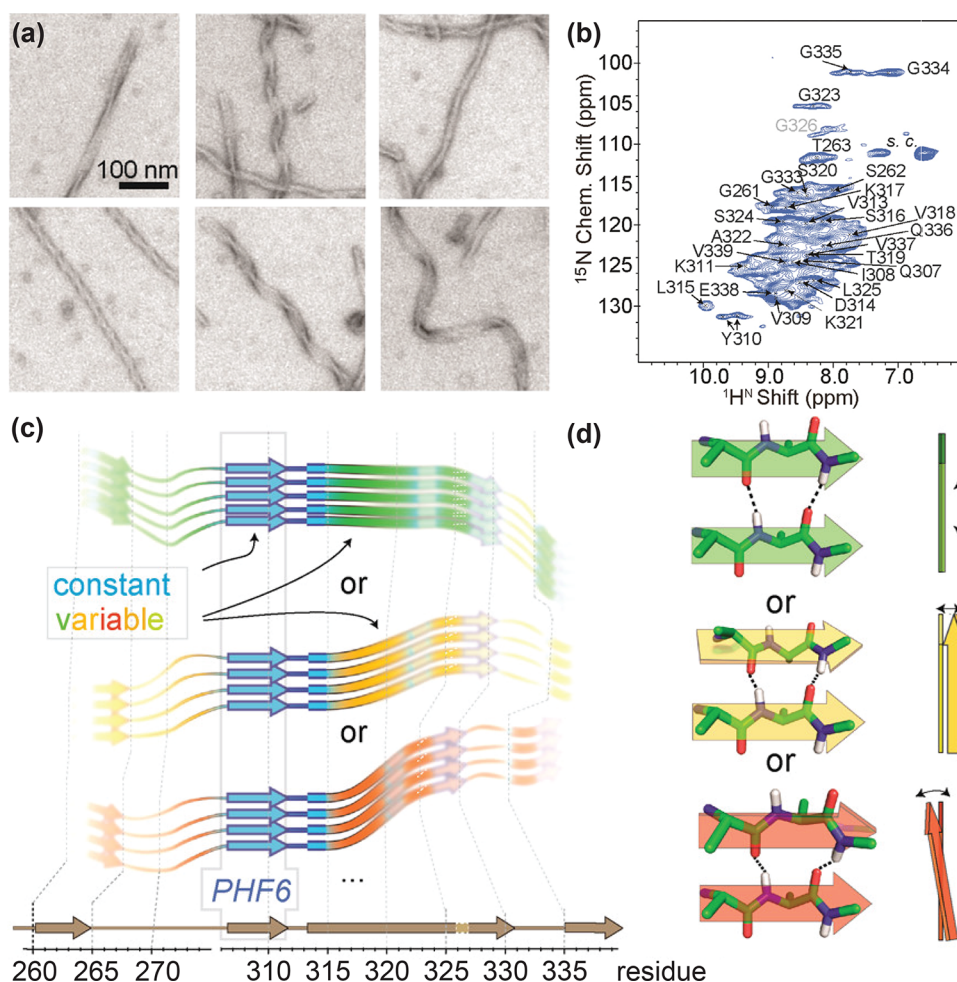 (a)
100 nm
(b)
100
105
110
115
120
125
130
15N Chem. Shift (ppm)
G335
G334
G323
G326
s. c.
T263
S320
G333
S262
G261
K317
V313
S324
S316
V318
A322
Q336
V339
V337
T319
K311
I308
Q307
L315
E338
L325
D314
V309
K321
Y310
10.0
9.0
8.0
7.0
1HN Shift (ppm)
(c)
constant
variable
or
or
...
PHF6
260
265
270
310
315
320
325
330
335
residue
(d)
or
or